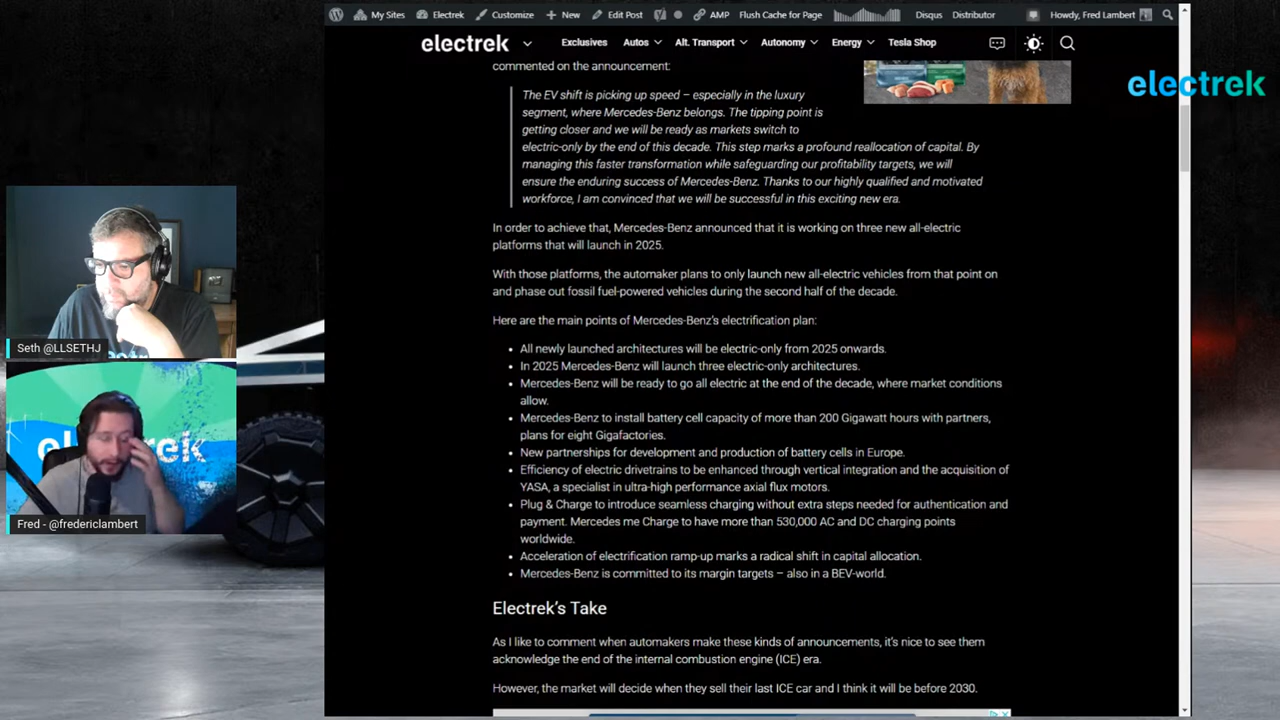 My Sites Electrek Customize New Edit Post AMP Flush Cache for Page Disqus Distributor Howdy, Fred Lambert
electrek Exclusives Autos Alt. Transport Autonomy Energy Tesla Shop
commented on the announcement:
electrek
The EV shift is picking up speed – especially in the luxury
segment, where Mercedes-Benz belongs. The tipping point is
getting closer and we will be ready as markets switch to
electric-only by the end of this decade. This step marks a profound reallocation of capital. By
managing this faster transformation while safeguarding our profitability targets, we will
ensure the enduring success of Mercedes-Benz. Thanks to our highly qualified and motivated
workforce, I am convinced that we will be successful in this exciting new era.
In order to achieve that, Mercedes-Benz announced that it is working on three new all-electric
platforms that will launch in 2025.
With those platforms, the automaker plans to only launch new all-electric vehicles from that point on
and phase out fossil fuel-powered vehicles during the second half of the decade.
Here are the main points of Mercedes-Benz's electrification plan:
• All newly launched architectures will be electric-only from 2025 onwards.
• In 2025 Mercedes-Benz will launch three electric-only architectures.
• Mercedes-Benz will be ready to go all electric at the end of the decade, where market conditions
allow.
• Mercedes-Benz to install battery cell capacity of more than 200 Gigawatt hours with partners,
plans for eight Gigafactories.
• New partnerships for development and production of battery cells in Europe.
• Efficiency of electric drivetrains to be enhanced through vertical integration and the acquisition of
YASA, a specialist in ultra-high performance axial flux motors.
• Plug & Charge to introduce seamless charging without extra steps needed for authentication and
payment. Mercedes me Charge to have more than 530,000 AC and DC charging points
worldwide.
• Acceleration of electrification ramp-up marks a radical shift in capital allocation.
• Mercedes-Benz is committed to its margin targets – also in a BEV-world.
Electrek's Take
As I like to comment when automakers make these kinds of announcements, it's nice to see them
acknowledge the end of the internal combustion engine (ICE) era.
However, the market will decide when they sell their last ICE car and I think it will be before 2030.
Seth @LLSETHJ
Fred - @fredericlambert